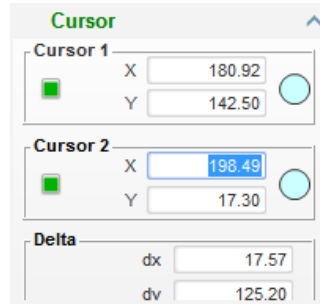 Cursor
Cursor 1
X 180.92
Y 142.50
Cursor 2
X 198.49
Y 17.30
Delta
dx 17.57
dy 125.20